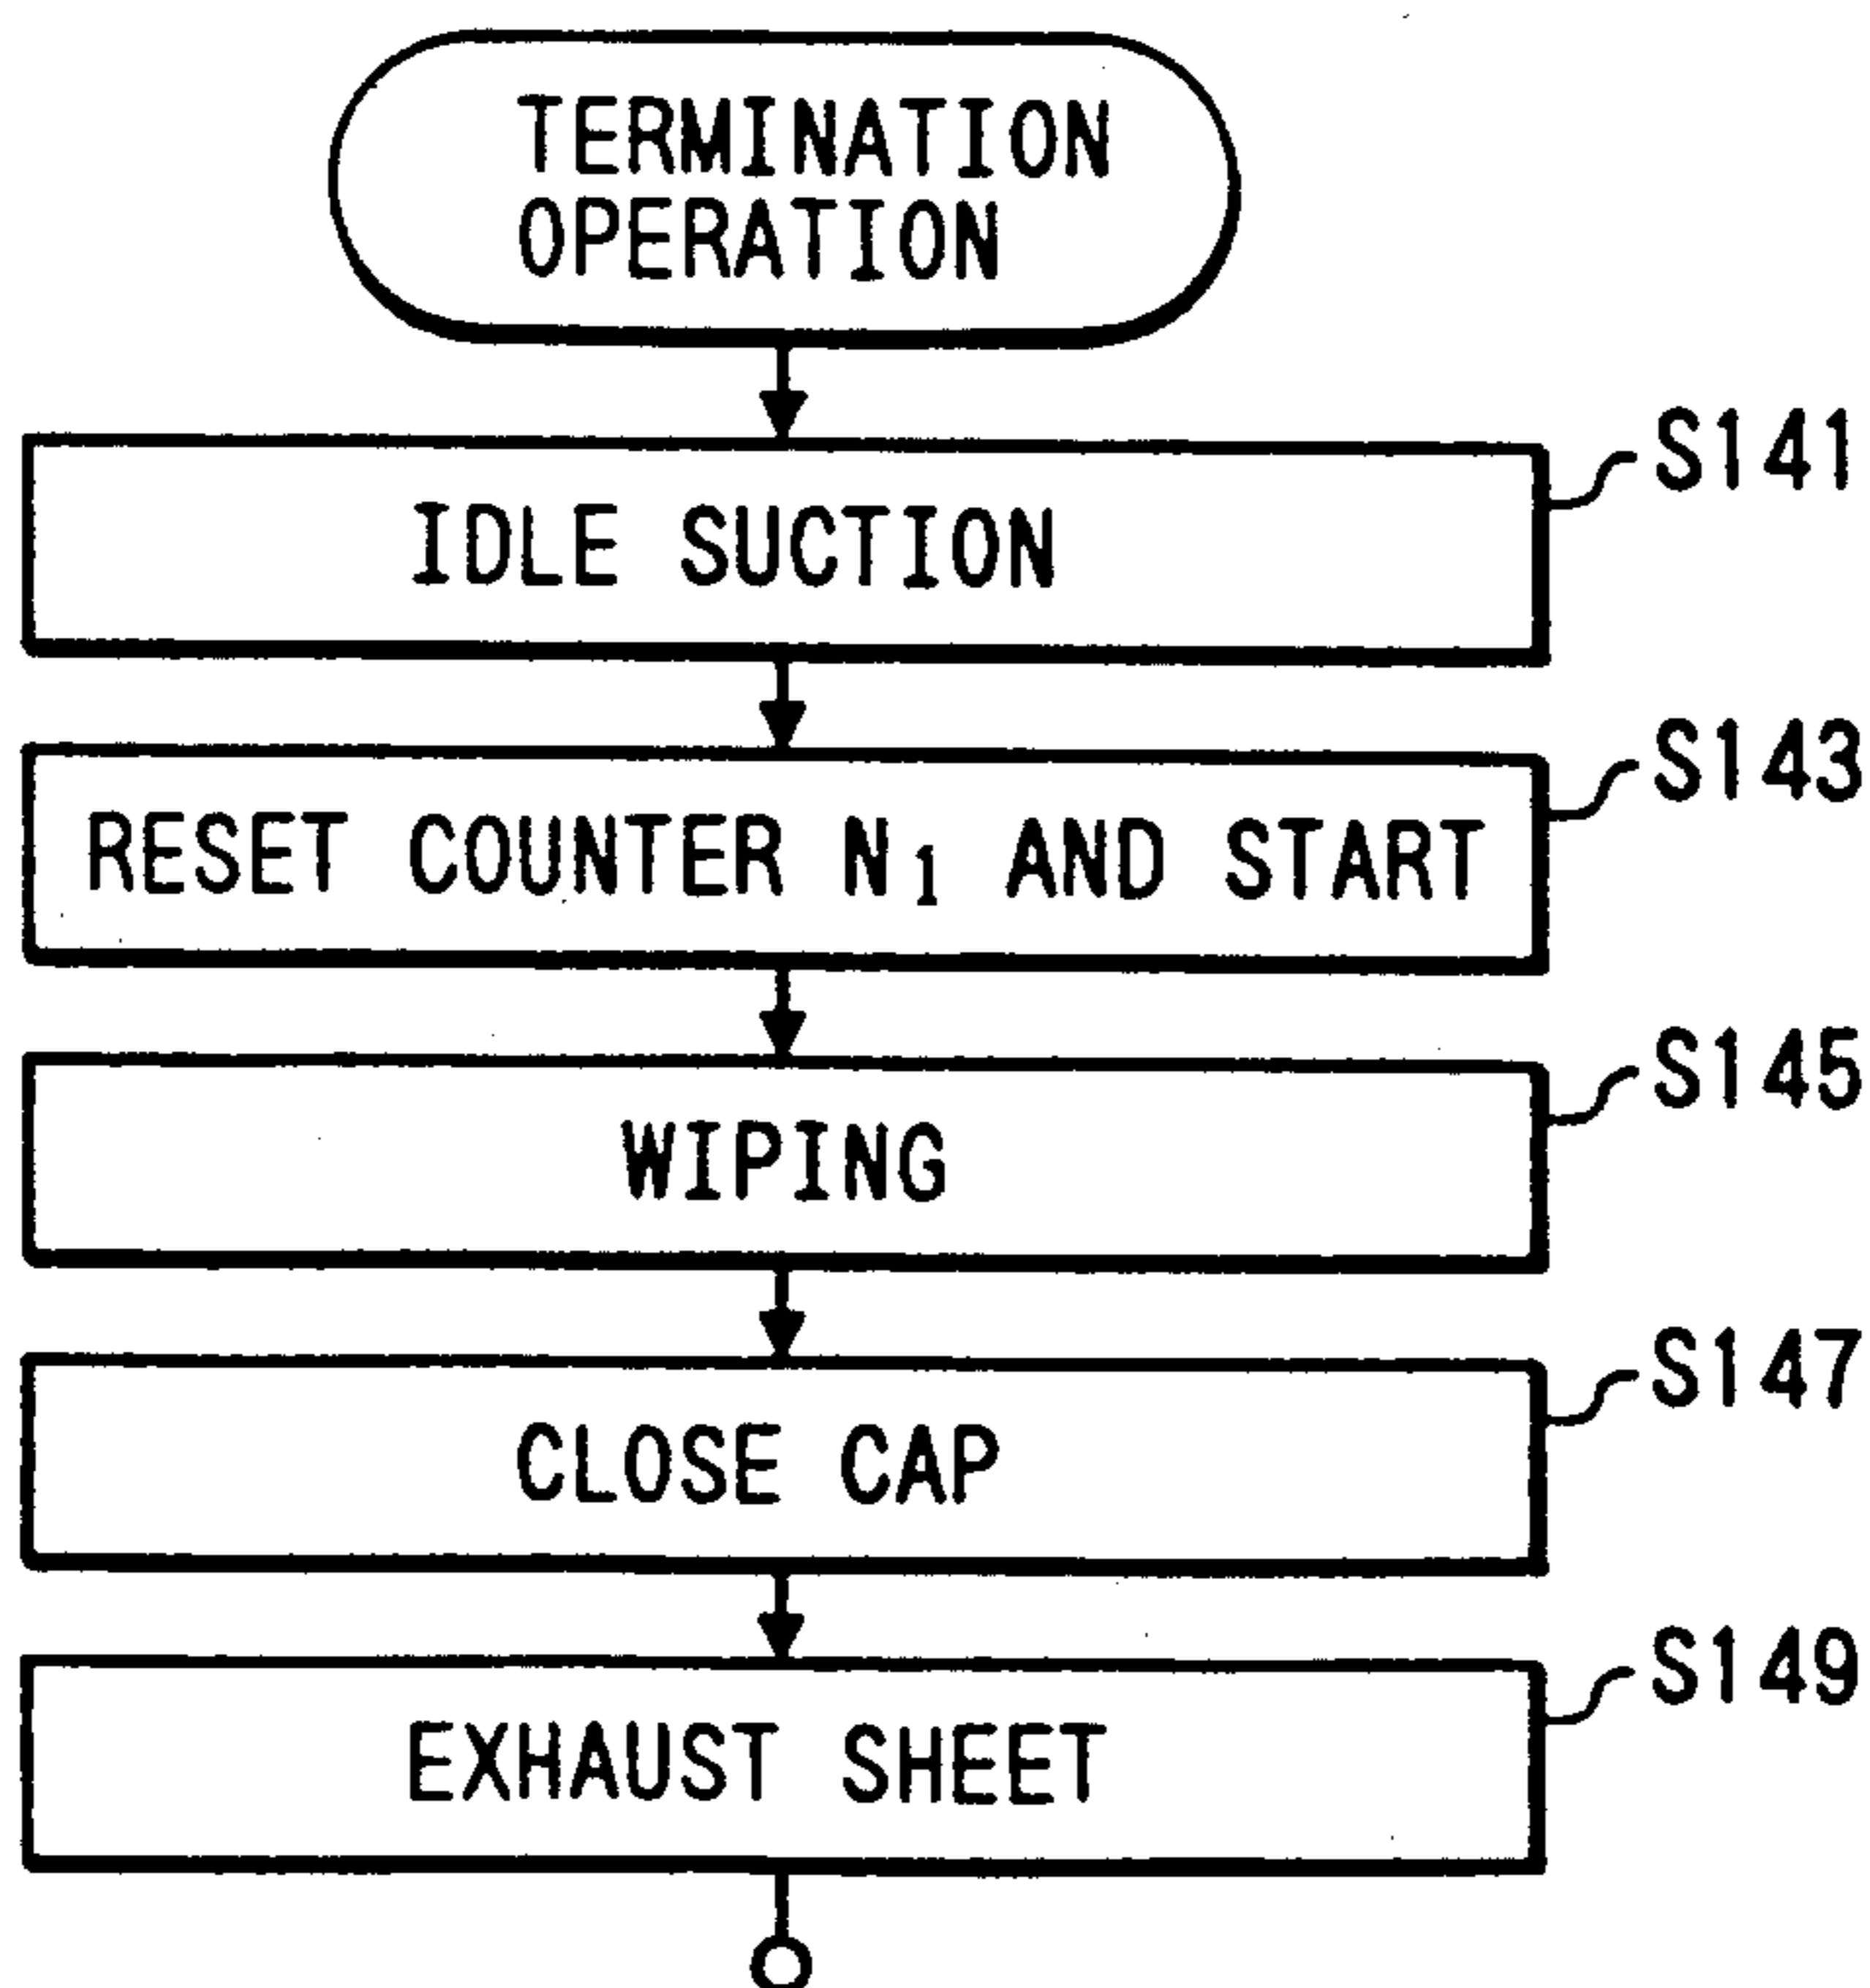 TERMINATION
OPERATION
IDLE SUCTION
S141
RESET COUNTER N₁ AND START
S143
WIPING
S145
CLOSE CAP
S147
EXHAUST SHEET
S149